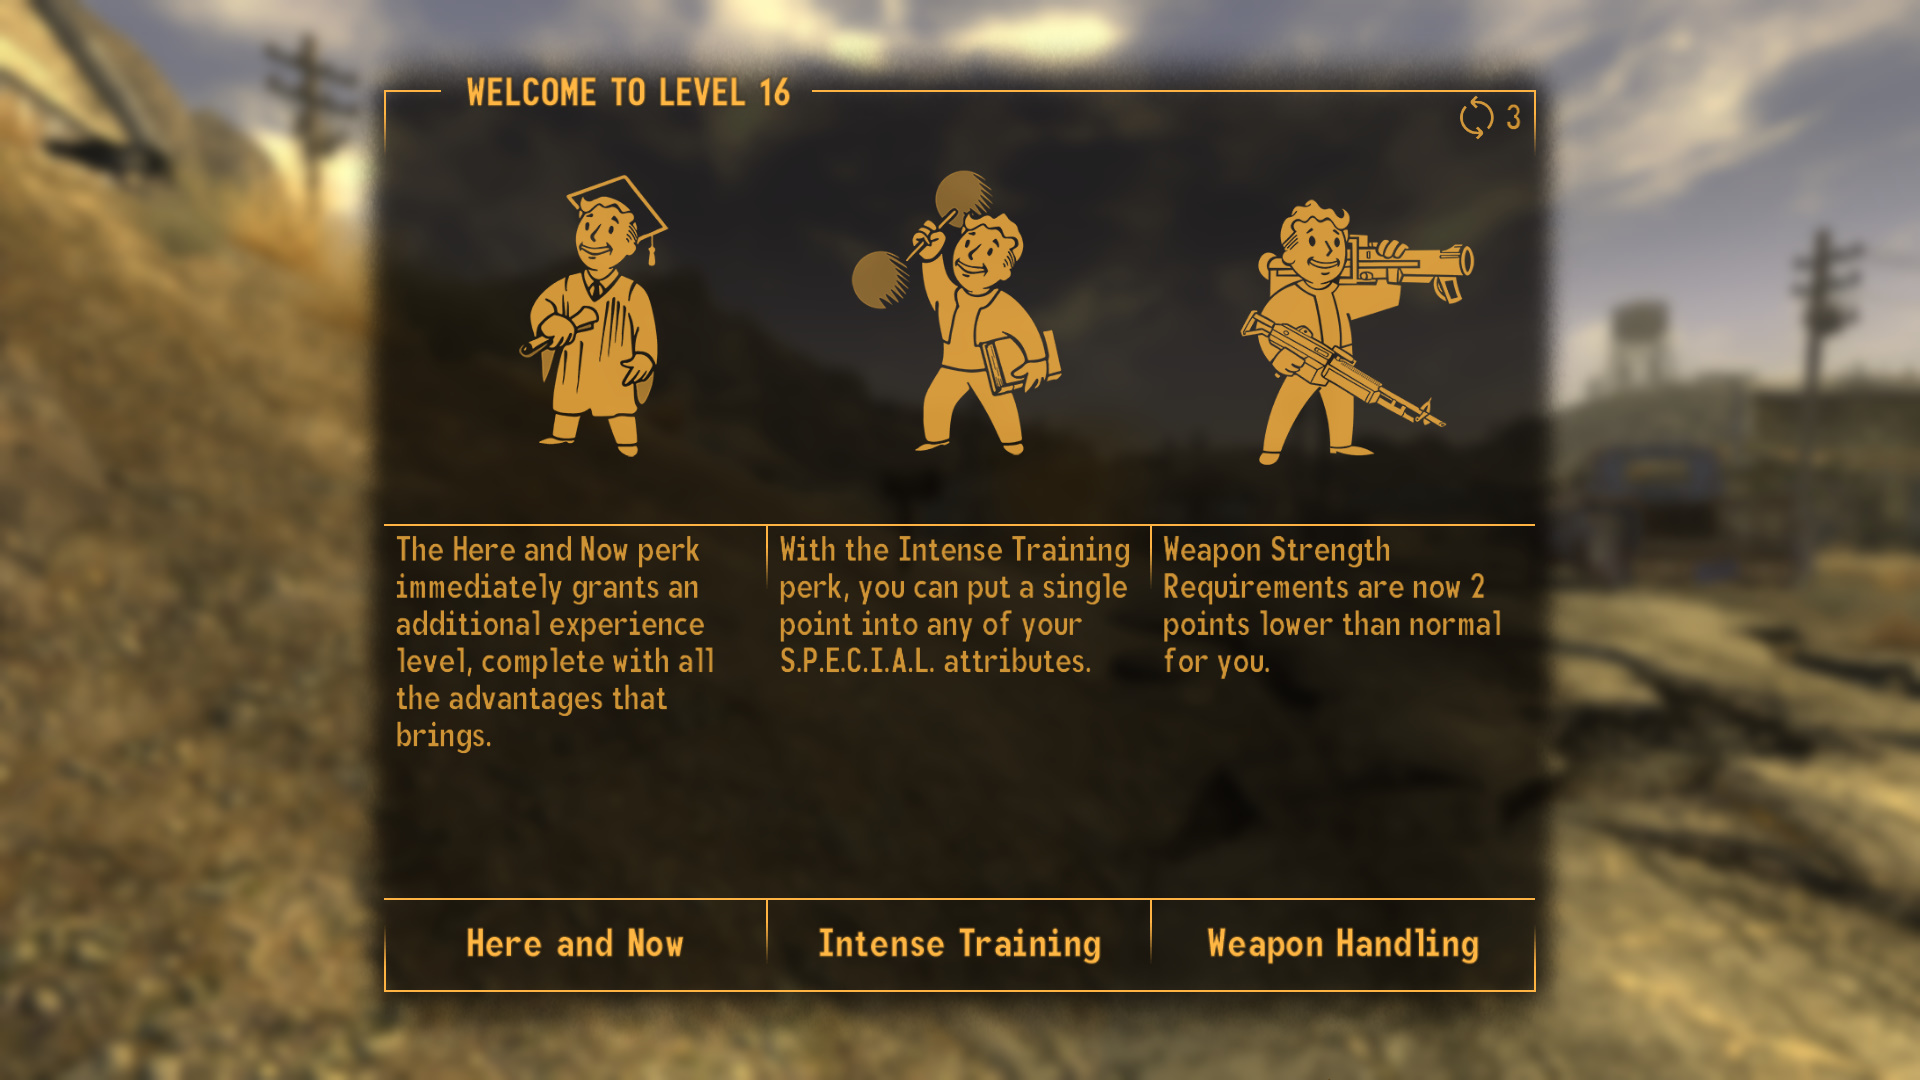 WELCOME TO LEVEL 16
3
The Here and Now perk
immediately grants an
additional experience
level, complete with all
the advantages that
brings.
With the Intense Training
perk, you can put a single
point into any of your
S.P.E.C.I.A.L. attributes.
Weapon Strength
Requirements are now 2
points lower than normal
for you.
Here and Now
Intense Training
Weapon Handling